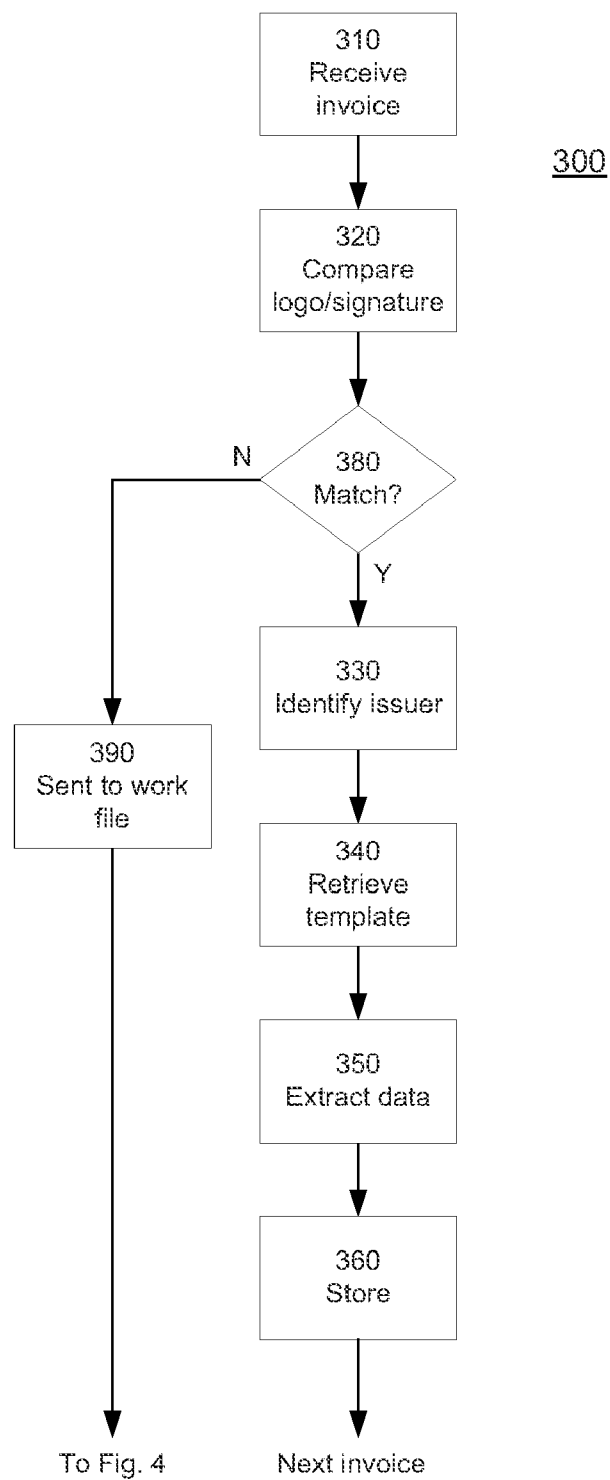 310
Receive
invoice
300
320
Compare
logo/signature
N
380
Match?
Y
330
Identify issuer
390
Sent to work
file
340
Retrieve
template
350
Extract data
360
Store
To Fig. 4
Next invoice